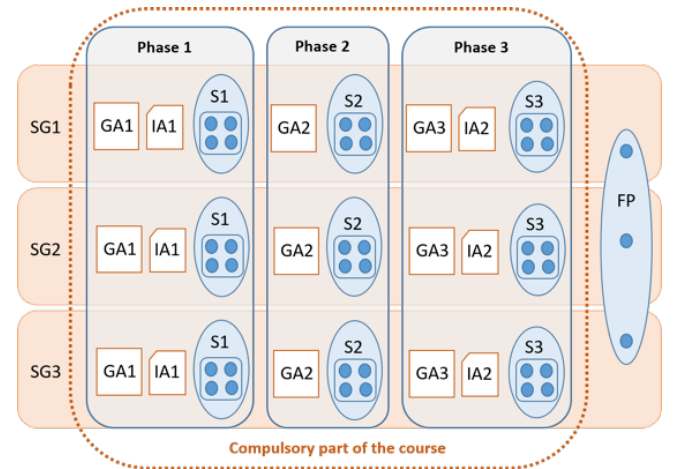 Phase 1 Phase 2 Phase 3
S1 S2 S3
SG1 GA1 IA1 GA2 GA3 IA2
FP
S1 S2 S3
SG2 GA1 IA1 GA2 GA3 IA2
S1 S2 S3
SG3 GA1 IA1 GA2 GA3 IA2
Compulsory part of the course